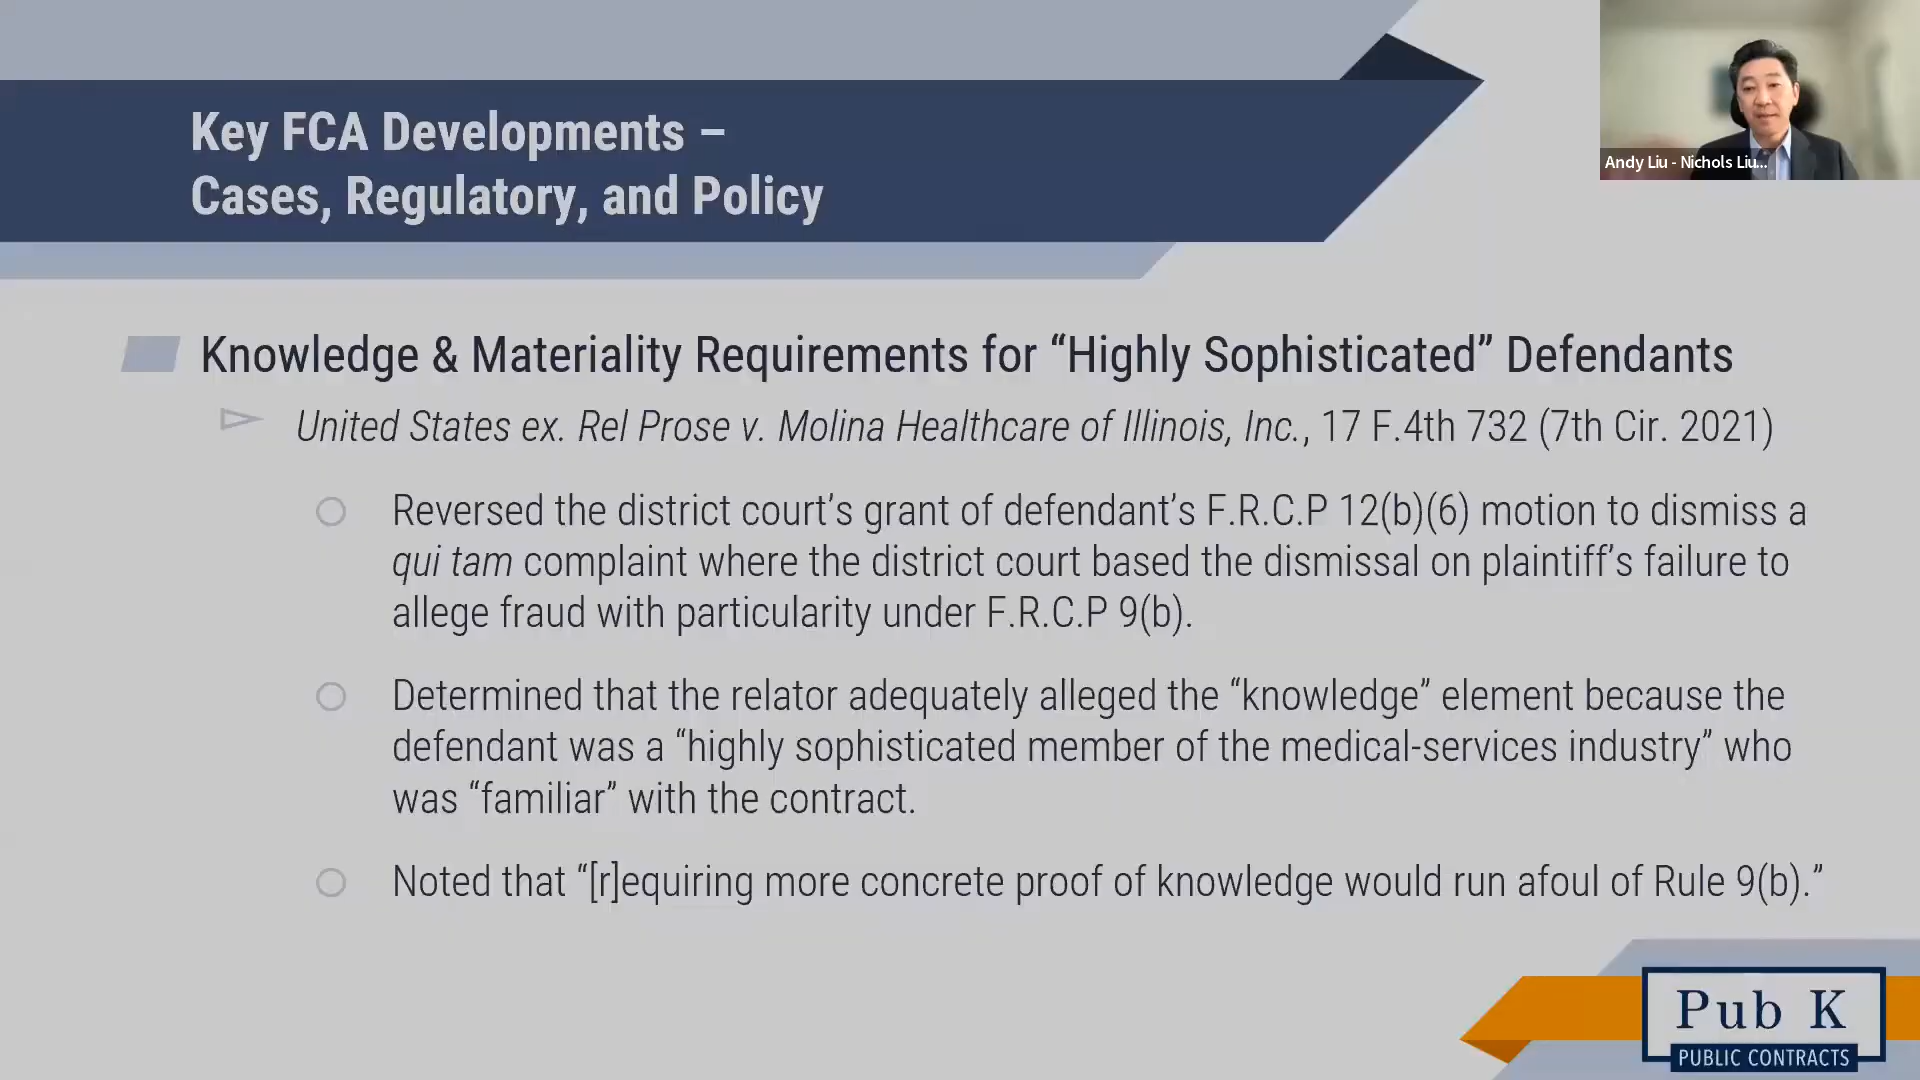 Key FCA Developments –
Cases, Regulatory, and Policy
Andy Liu - Nichols Liu...
Knowledge & Materiality Requirements for “Highly Sophisticated” Defendants
United States ex. Rel Prose v. Molina Healthcare of Illinois, Inc., 17 F.4th 732 (7th Cir. 2021)
Reversed the district court’s grant of defendant’s F.R.C.P 12(b)(6) motion to dismiss a
qui tam complaint where the district court based the dismissal on plaintiff’s failure to
allege fraud with particularity under F.R.C.P 9(b).
Determined that the relator adequately alleged the “knowledge” element because the
defendant was a “highly sophisticated member of the medical-services industry” who
was “familiar” with the contract.
Noted that “[r]equiring more concrete proof of knowledge would run afoul of Rule 9(b).”
Pub K
PUBLIC CONTRACTS